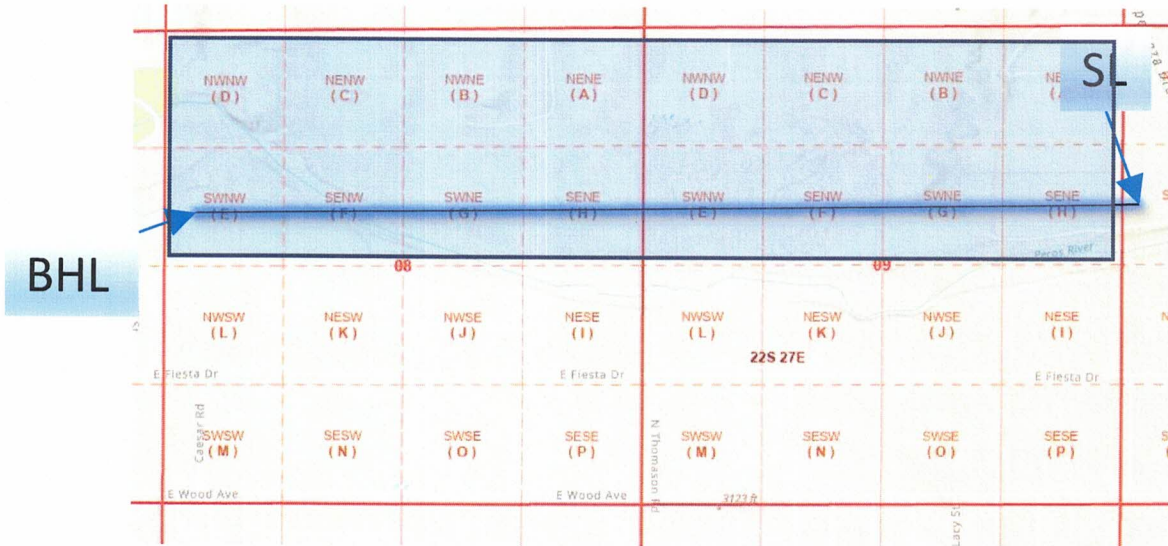 SL
NWNW NENW NWNE NENE NWNW NENW NWNE
(D) (C) (B) (A) (D) (C) (B)
SWNW SENW SWNE SENE SWNW SENW SWNE SENE
(E) (F) (G) (H) (E) (F) (G) (H)
Pecos River
BHL
08 09
NWSW NESW NWSE NESE NWSW NESW NWSE NESE
(L) (K) (J) (I) (L) (K) (J) (I)
22S 27E
E Fiesta Dr E Fiesta Dr E Fiesta Dr
Caesar Rd
N Thomason Rd
SWSW SESW SWSE SESE SWSW SESW SWSE SESE
(M) (N) (O) (P) (M) (N) (O) (P)
E Wood Ave E Wood Ave
3123 ft
Lacy St